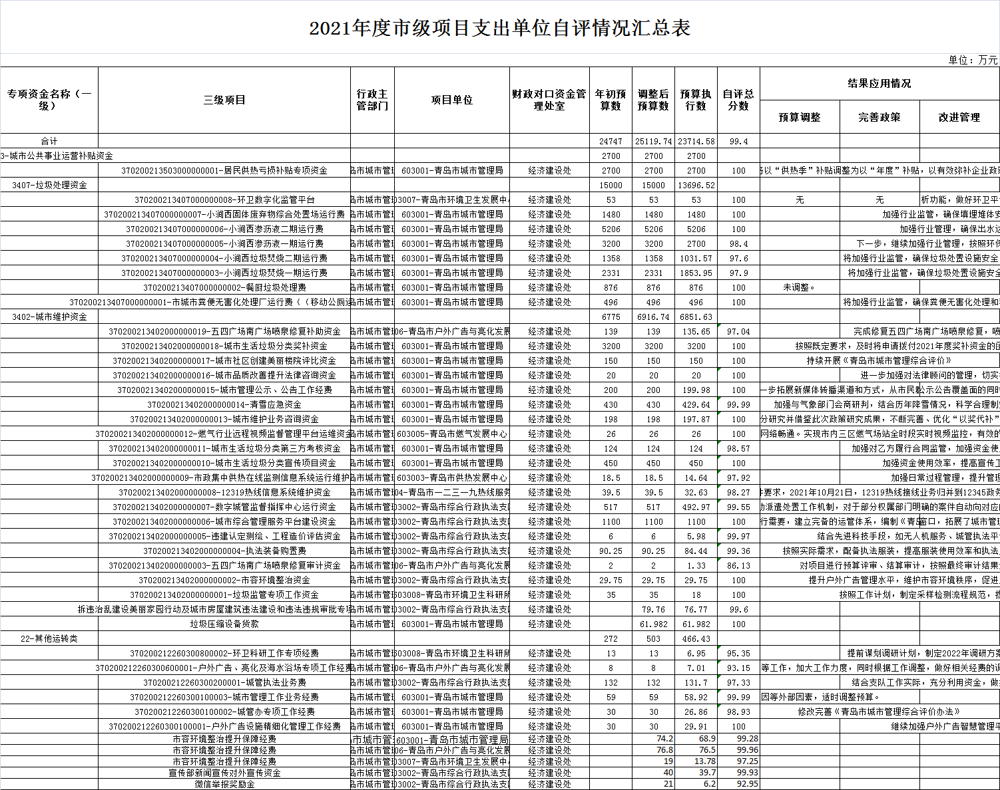 2021年度市级项目支出单位自评情况汇总表
单位：万元
专项资金名称（一级） 三级项目 行政主管部门 项目单位 财政对口资金管理处室 年初预算数 调整后预算数 预算执行数 自评总分数 结果应用情况
预算调整 完善政策 改进管理
合计 24747 25119.74 23714.58 99.4
3-城市公共事业运营补贴资金 2700 2700 2700
370200213503000000001-居民供热亏损补贴专项资金 岛市城市管 603001-青岛市城市管理局 经济建设处 2700 2700 2700 100 以“供热季”补贴调整为以“年度”补贴，以有效弥补企业政
3407-垃圾处理资金 15000 15000 13696.52
370200213407000000008-环卫数字化监管平台 岛市城市管 03007-青岛市环境卫生发展中 经济建设处 53 53 53 100 无 无 析功能，做好环卫平
370200213407000000007-小涧西固体废弃物综合处置场运行费 岛市城市管 603001-青岛市城市管理局 经济建设处 1480 1480 1480 100 加强行业监管，确保填埋堆体
370200213407000000006-小涧西渗沥液二期运行费 岛市城市管 603001-青岛市城市管理局 经济建设处 5206 5206 5206 100 加强行业管理，确保出水
370200213407000000005-小涧西渗沥液一期运行费 岛市城市管 603001-青岛市城市管理局 经济建设处 3200 3200 2700 98.4 下一步，继续加强行业管理，按照环
370200213407000000004-小涧西垃圾焚烧二期运行费 岛市城市管 603001-青岛市城市管理局 经济建设处 1358 1358 1031.57 97.6 将加强行业监管，确保垃圾处置设施安全
370200213407000000003-小涧西垃圾焚烧一期运行费 岛市城市管 603001-青岛市城市管理局 经济建设处 2331 2331 1853.95 97.9 将加强行业监管，确保垃圾处置设施安全
370200213407000000002-餐厨垃圾处理费 岛市城市管 603001-青岛市城市管理局 经济建设处 876 876 876 100 未调整。
370200213407000000001-市城市粪便无害化处理厂运行费（（移动公厕 岛市城市管 603001-青岛市城市管理局 经济建设处 496 496 496 100 将加强行业监管，确保粪便无害化处理和
3402-城市维护资金 6775 6916.74 6851.63
370200213402000000019-五四广场南广场喷泉修复补助资金 岛市城市管 06-青岛市户外广告与亮化发展 经济建设处 139 139 135.65 97.04 完成修复五四广场南广场喷泉修复，喷
370200213402000000018-城市生活垃圾分类奖补资金 岛市城市管 603001-青岛市城市管理局 经济建设处 3200 3200 3200 100 按照既定要求，及时将申请拨付2021年度奖补资金的
370200213402000000017-城市社区创建美丽楼院评比资金 岛市城市管 603001-青岛市城市管理局 经济建设处 150 150 150 100 持续开展《青岛市城市管理综合评价》
370200213402000000016-城市品质改善提升法律咨询资金 岛市城市管 603001-青岛市城市管理局 经济建设处 20 20 20 100 进一步加强对法律顾问的管理，切实
370200213402000000015-城市管理公示、公告工作经费 岛市城市管 603001-青岛市城市管理局 经济建设处 200 200 199.98 100 一步拓展新媒体转播渠道和方式，从市民 公示公告覆盖面的同时
370200213402000000014-清雪应急资金 岛市城市管 603001-青岛市城市管理局 经济建设处 430 430 429.64 99.99 加强与气象部门会商研判，结合历年降雪情况，科学合理制
370200213402000000013-城市维护业务咨询资金 岛市城市管 603001-青岛市城市管理局 经济建设处 198 198 197.87 100 分研究并借鉴此次政策研究成果，不断完善、优化“以奖代补”
370200213402000000012-燃气行业远程视频监督管理平台运维资金 岛市城市管 603005-青岛市燃气发展中心 经济建设处 26 26 26 100 网络畅通。实现市内三区燃气场站全时段实时视频监控，有效的
370200213402000000011-城市生活垃圾分类第三方考核资金 岛市城市管 603001-青岛市城市管理局 经济建设处 124 124 124 98.57 加强对乙方履行合同监管，加强资金使
370200213402000000010-城市生活垃圾分类宣传项目资金 岛市城市管 603001-青岛市城市管理局 经济建设处 450 450 450 100 加强资金使用效率，提高宣传工
370200213402000000009-市政集中供热在线监测信息系统运行维护 岛市城市管 603003-青岛市供热发展中心 经济建设处 18.5 18.5 14.64 97.92 加强日常过程管理，提升管理
370200213402000000008-12319热线信息系统维护资金 岛市城市管 04-青岛市一二三一九热线服务 经济建设处 39.5 39.5 32.63 98.27 要求，2021年10月21日，12319热线接线业务归并到12345政务
370200213402000000007-数字城管监督指挥中心运行资金 岛市城市管 03002-青岛市综合行政执法支 经济建设处 517 517 492.97 99.55 派遣处置工作机制，对于部分权属部门明确的案件自动向对应
370200213402000000006-城市综合管理服务平台建设资金 岛市城市管 03002-青岛市综合行政执法支 经济建设处 1100 1100 1100 100 行需要，建立完备的运管体系，编制《青岛 窗口，拓展了城市管理
370200213402000000005-违建认定测绘、工程造价评估资金 岛市城市管 03002-青岛市综合行政执法支 经济建设处 6 6 5.98 99.97 结合先进科技手段，如无人机服务、城管执法平
370200213402000000004-执法装备购置费 岛市城市管 03002-青岛市综合行政执法支 经济建设处 90.25 90.25 84.44 99.36 按照实际需求，配备执法服装，提高服装使用效率和执法
370200213402000000003-五四广场南广场喷泉修复审计资金 岛市城市管 06-青岛市户外广告与亮化发展 经济建设处 2 2 1.33 86.13 对项目进行预算评审、结算审计，按照最终审计结果
370200213402000000002-市容环境整治资金 岛市城市管 03002-青岛市综合行政执法支 经济建设处 29.75 29.75 29.75 100 提升户外广告管理水平，维护市容环境秩序，促进
370200213402000000001-垃圾监管专项工作资金 岛市城市管 603008-青岛市环境卫生科研所 经济建设处 35 35 18 100 按照工作计划，制定采样检测流程规范，提
拆违治乱建设美丽家园行动及城市房屋建筑违法建设和违法违规审批专 岛市城市管 03002-青岛市综合行政执法支 经济建设处 79.76 76.77 99.6
垃圾压缩设备货款 岛市城市管 603001-青岛市城市管理局 经济建设处 61.982 61.982 100
22-其他运转类 272 503 466.43
370200212260300800002-环卫科研工作专项经费 岛市城市管 603008-青岛市环境卫生科研所 经济建设处 13 13 6.95 95.35 提前谋划调研计划，制定2022年调研方案
370200212260300600001-户外广告、亮化及海水浴场专项工作经费 岛市城市管 06-青岛市户外广告与亮化发展 经济建设处 8 8 7.01 93.15 等工作，加大工作力度，同时根据工作调整，做好相关经费的调
370200212260300200001-城管执法业务费 岛市城市管 03002-青岛市综合行政执法支 经济建设处 132 132 131.7 97.33 结合支队工作实际，充分利用资金，做
370200212260300100003-城市管理工作业务经费 岛市城市管 603001-青岛市城市管理局 经济建设处 59 59 58.92 99.99 因等外部因素，适时调整预算。
370200212260300100002-城管办专项工作经费 岛市城市管 603001-青岛市城市管理局 经济建设处 30 30 26.86 98.93 修改完善《青岛市城市管理综合评价办法》
370200212260300100001-户外广告设施精细化管理工作经费 岛市城市管 603001-青岛市城市管理局 经济建设处 30 30 29.91 100 继续加强户外广告智慧管理平
市容环境整治提升保障经费 市城市管 603001-青岛市城市管理局 经济建设处 74.2 68.9 99.28
市容环境整治提升保障经费 岛市城市管 06-青岛市户外广告与亮化发展 经济建设处 76.8 76.5 99.96
市容环境整治提升保障经费 岛市城市管 03007-青岛市环境卫生发展中 经济建设处 19 13.78 97.25
宣传部新闻宣传对外宣传资金 岛市城市管 03002-青岛市综合行政执法支 经济建设处 40 39.7 99.93
微信举报奖励金 岛市城市管 03002-青岛市综合行政执法支 经济建设处 21 6.2 92.95